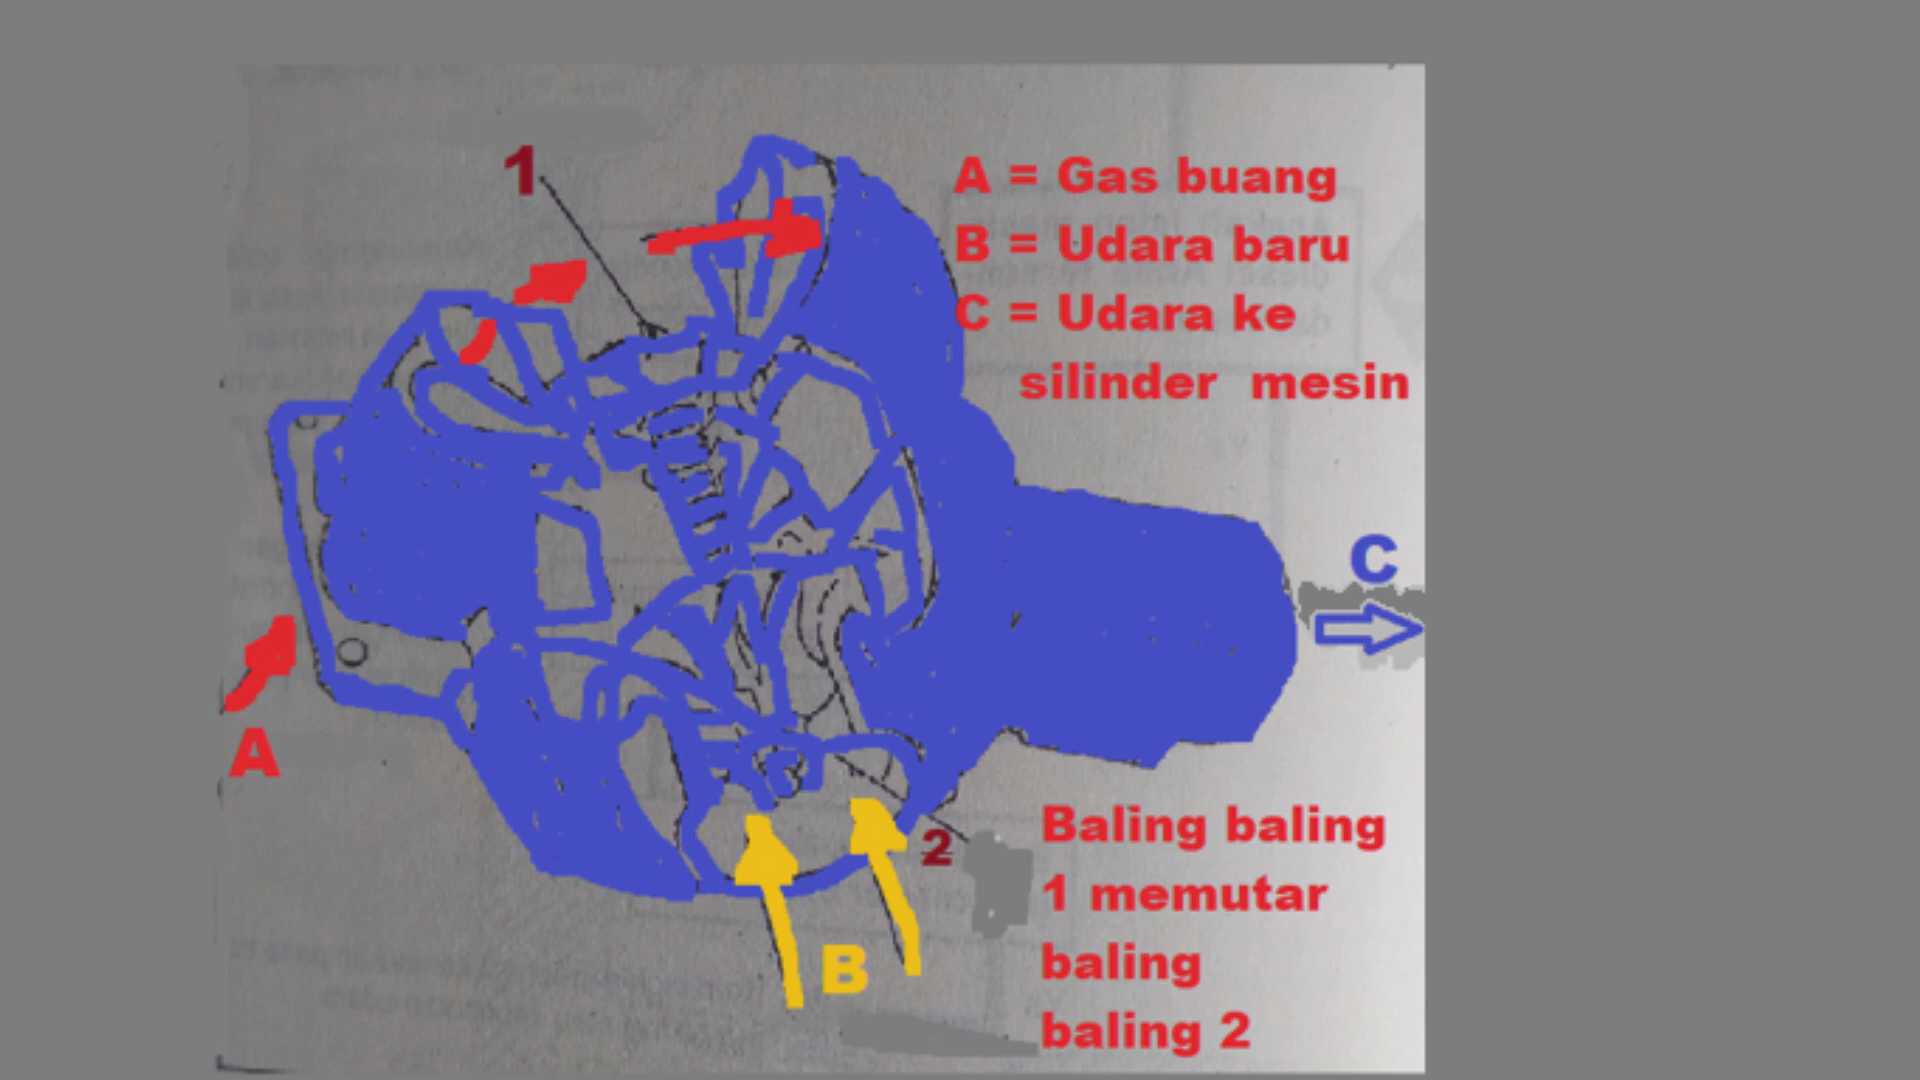 1
A = Gas buang
B = Udara baru
C = Udara ke
silinder mesin
C
A
2
Baling baling
1 memutar
baling
baling 2
B